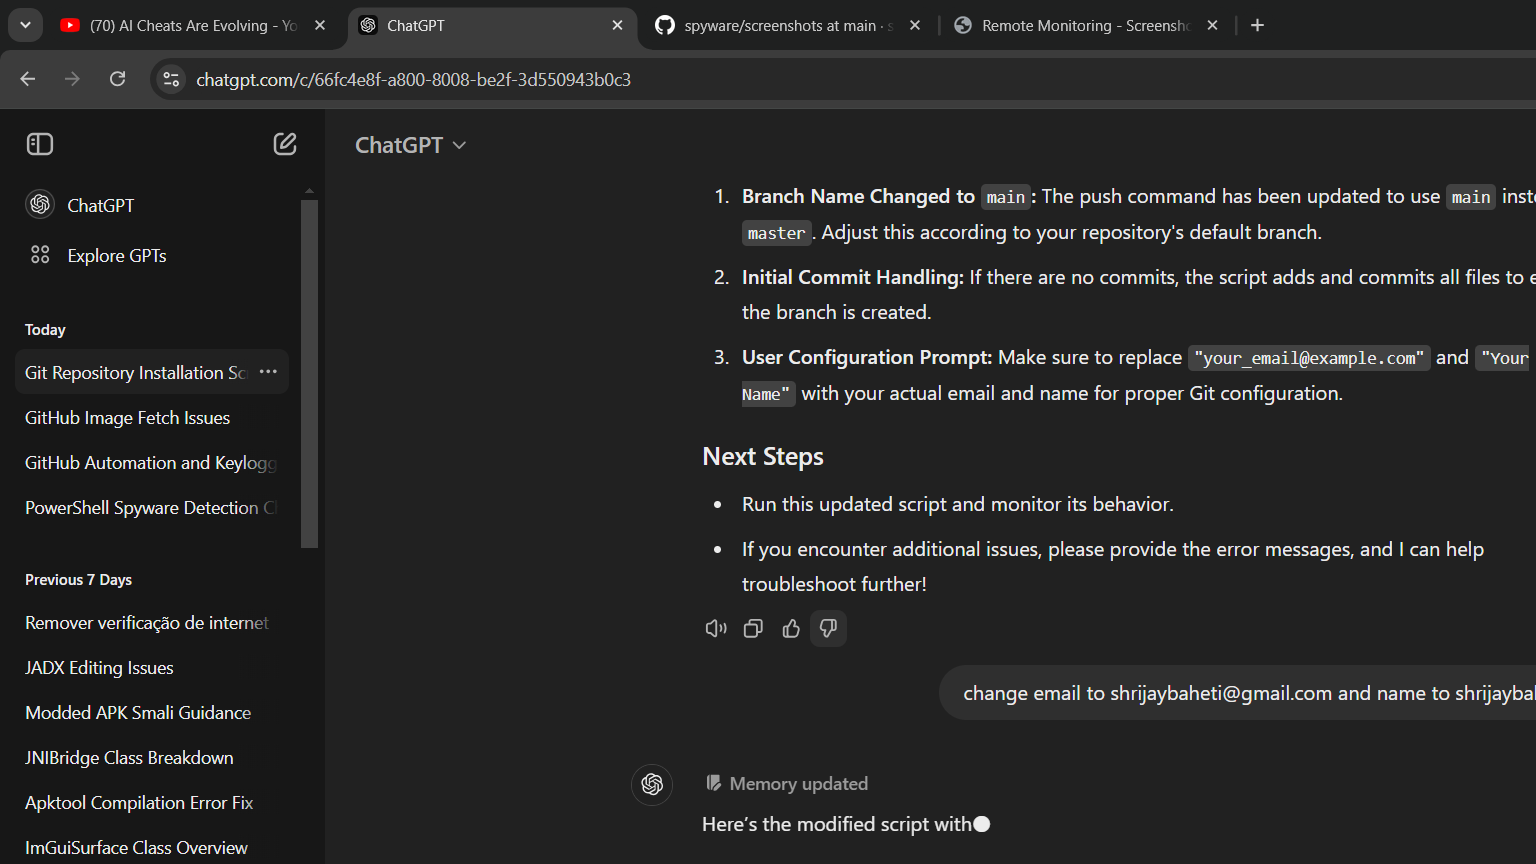 (70) AI Cheats Are Evolving - Yo
ChatGPT
spyware/screenshots at main · s
Remote Monitoring - Screensho
chatgpt.com/c/66fc4e8f-a800-8008-be2f-3d550943b0c3
ChatGPT
Explore GPTs
Today
Git Repository Installation Sc
GitHub Image Fetch Issues
GitHub Automation and Keylogg
PowerShell Spyware Detection Cl
Previous 7 Days
Remover verificação de internet
JADX Editing Issues
Modded APK Smali Guidance
JNIBridge Class Breakdown
Apktool Compilation Error Fix
ImGuiSurface Class Overview
ChatGPT
1. Branch Name Changed to main: The push command has been updated to use main inste
master. Adjust this according to your repository's default branch.
2. Initial Commit Handling: If there are no commits, the script adds and commits all files to e
the branch is created.
3. User Configuration Prompt: Make sure to replace "your_email@example.com" and "Your
Name" with your actual email and name for proper Git configuration.
Next Steps
• Run this updated script and monitor its behavior.
• If you encounter additional issues, please provide the error messages, and I can help
troubleshoot further!
change email to shrijaybaheti@gmail.com and name to shrijaybah
Memory updated
Here's the modified script with